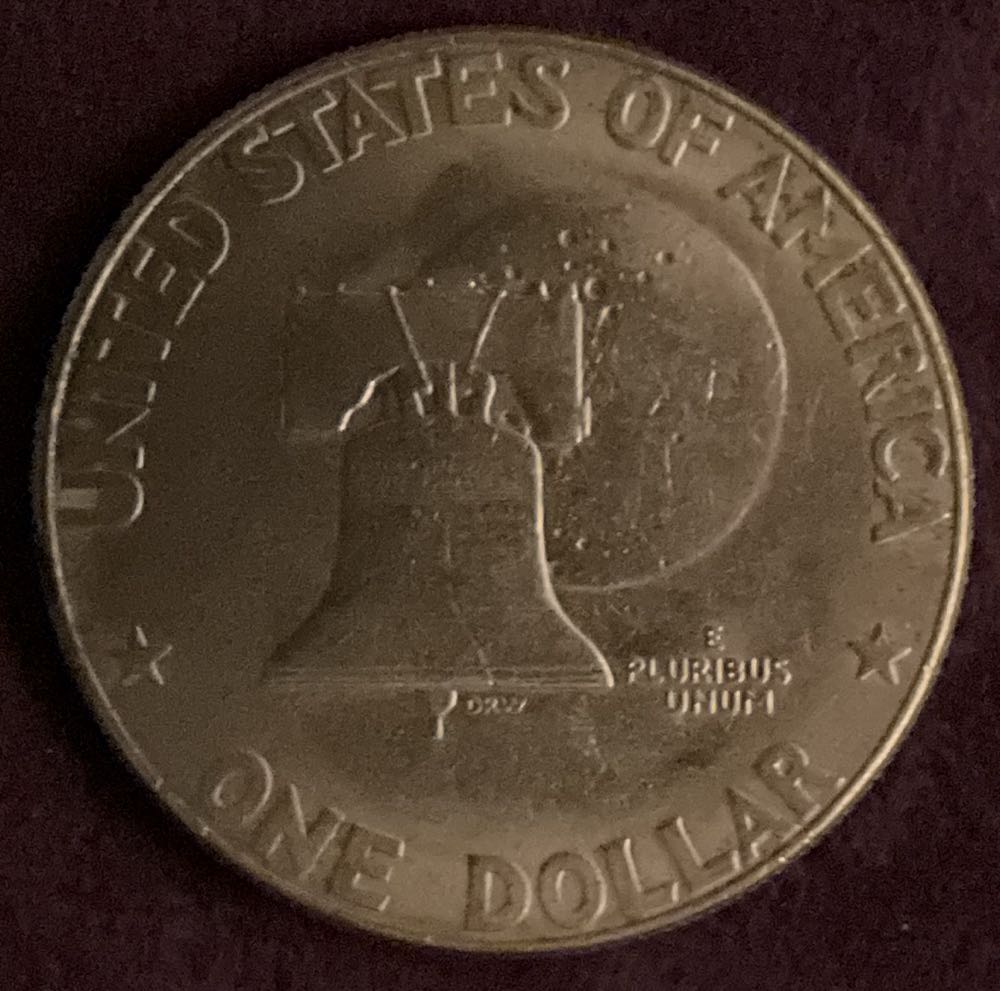 UNITED STATES OF AMERICA
E
PLURIBUS
UNUM
DRW
ONE DOLLAR